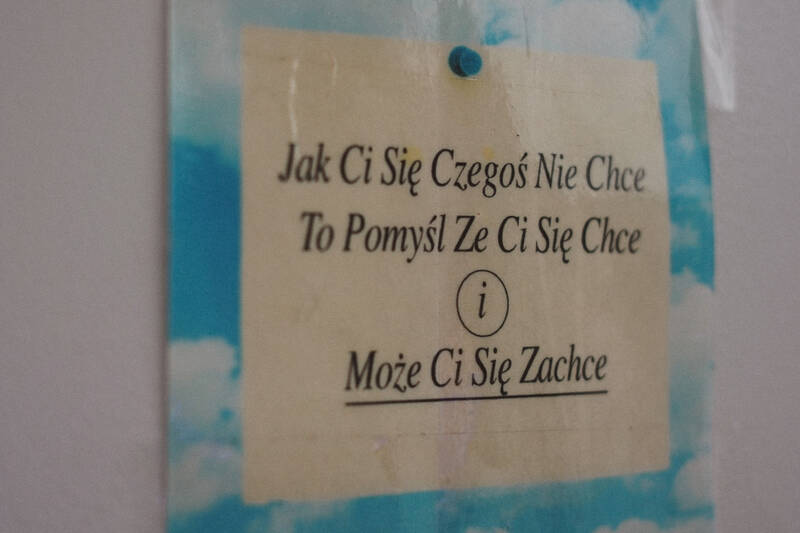 Jak Ci Się Czegoś Nie Chce
To Pomyśl Ze Ci Się Chce
i
Może Ci Się Zachce